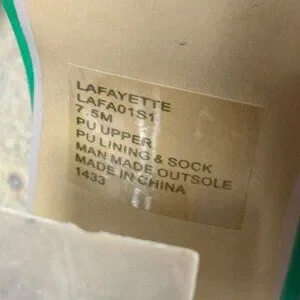 LAFAYETTE
LAFA01S1
7.5M
PU UPPER
PU LINING & SOCK
MAN MADE OUTSOLE
MADE IN CHINA
1433